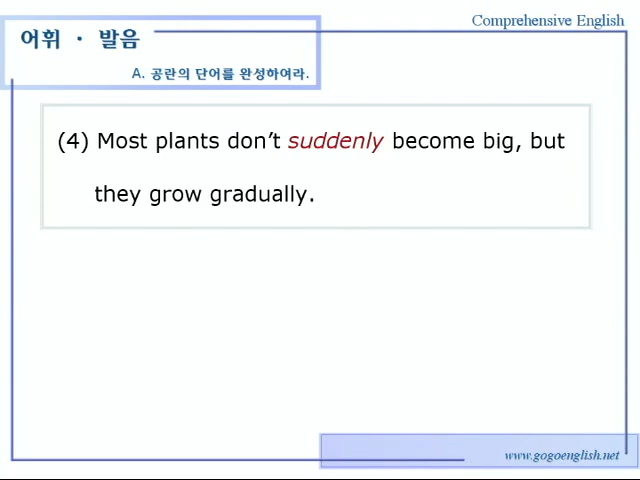 Comprehensive English
어휘 · 발음
A. 공란의 단어를 완성하여라.
(4) Most plants don’t suddenly become big, but
they grow gradually.
www.gogoenglish.net